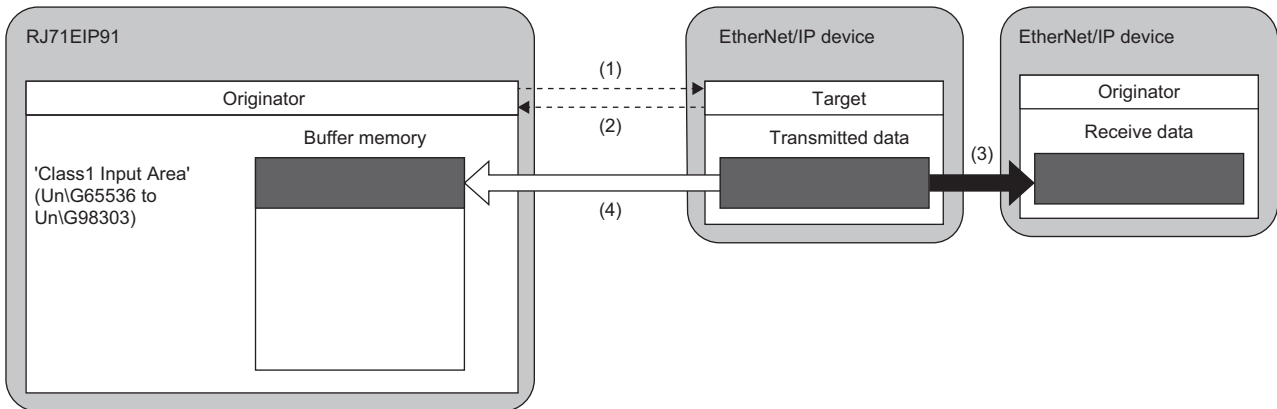 RJ71EIP91
Originator
Buffer memory
'Class1 Input Area'
(Un\G65536 to
Un\G98303)
(1)
(2)
(4)
EtherNet/IP device
Target
Transmitted data
(3)
EtherNet/IP device
Originator
Receive data